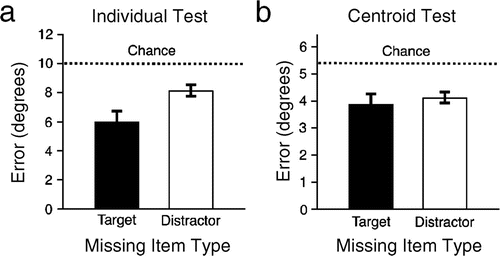 a
Individual Test
Error (degrees)
10
8
6
4
2
0
Chance
Target
Distractor
Missing Item Type
b
Centroid Test
Error (degrees)
6
5
4
3
2
1
0
Chance
Target
Distractor
Missing Item Type